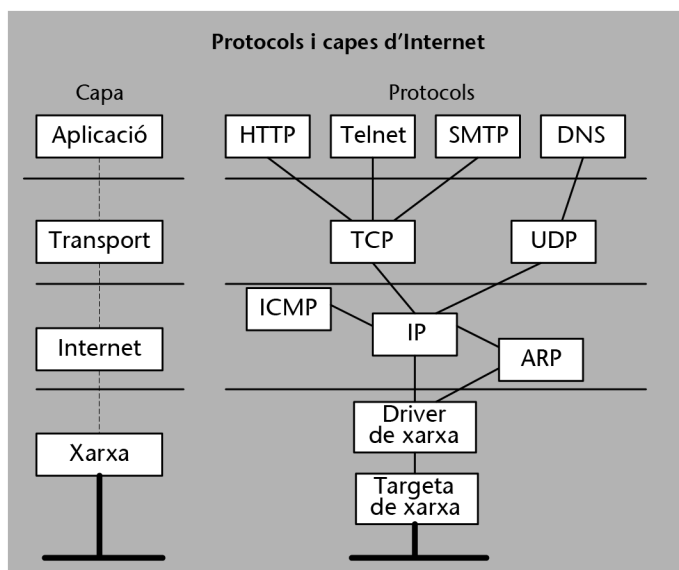 Protocols i capes d’Internet
Capa
Protocols
Aplicació
HTTP
Telnet
SMTP
DNS
Transport
TCP
UDP
ICMP
IP
Internet
ARP
Driver
de xarxa
Xarxa
Targeta
de xarxa